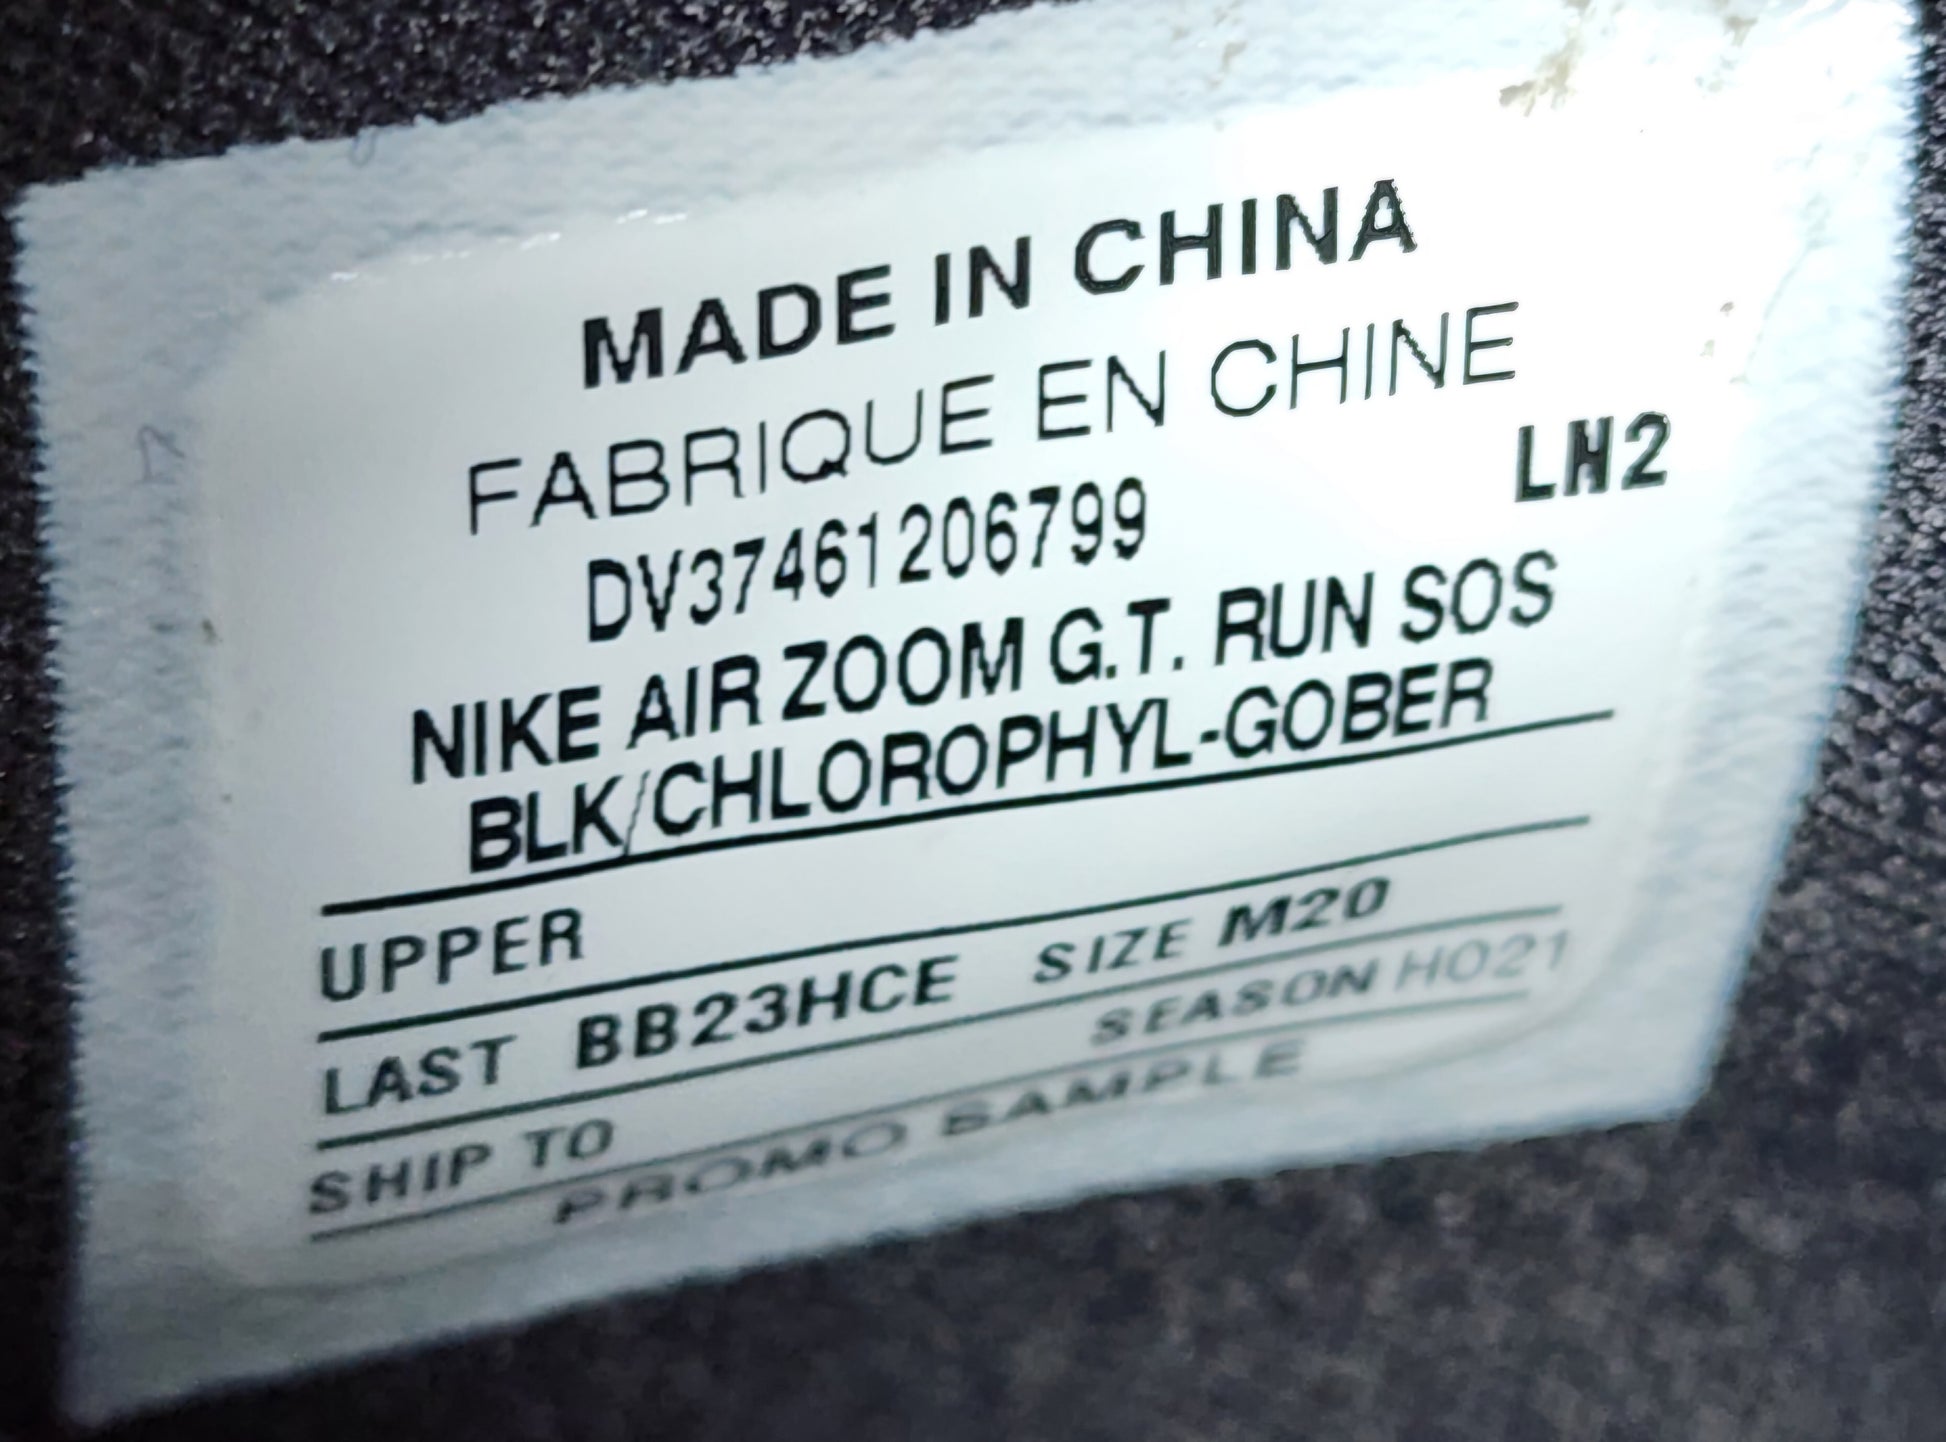 MADE IN CHINA
FABRIQUE EN CHINE
LN2
DV37461206799
NIKE AIR ZOOM G.T. RUN SOS
BLK/CHLOROPHYL-GOBER
UPPER
LAST BB23HCE SIZE M20
SHIP TO SEASON HO21
PROMO SAMPLE